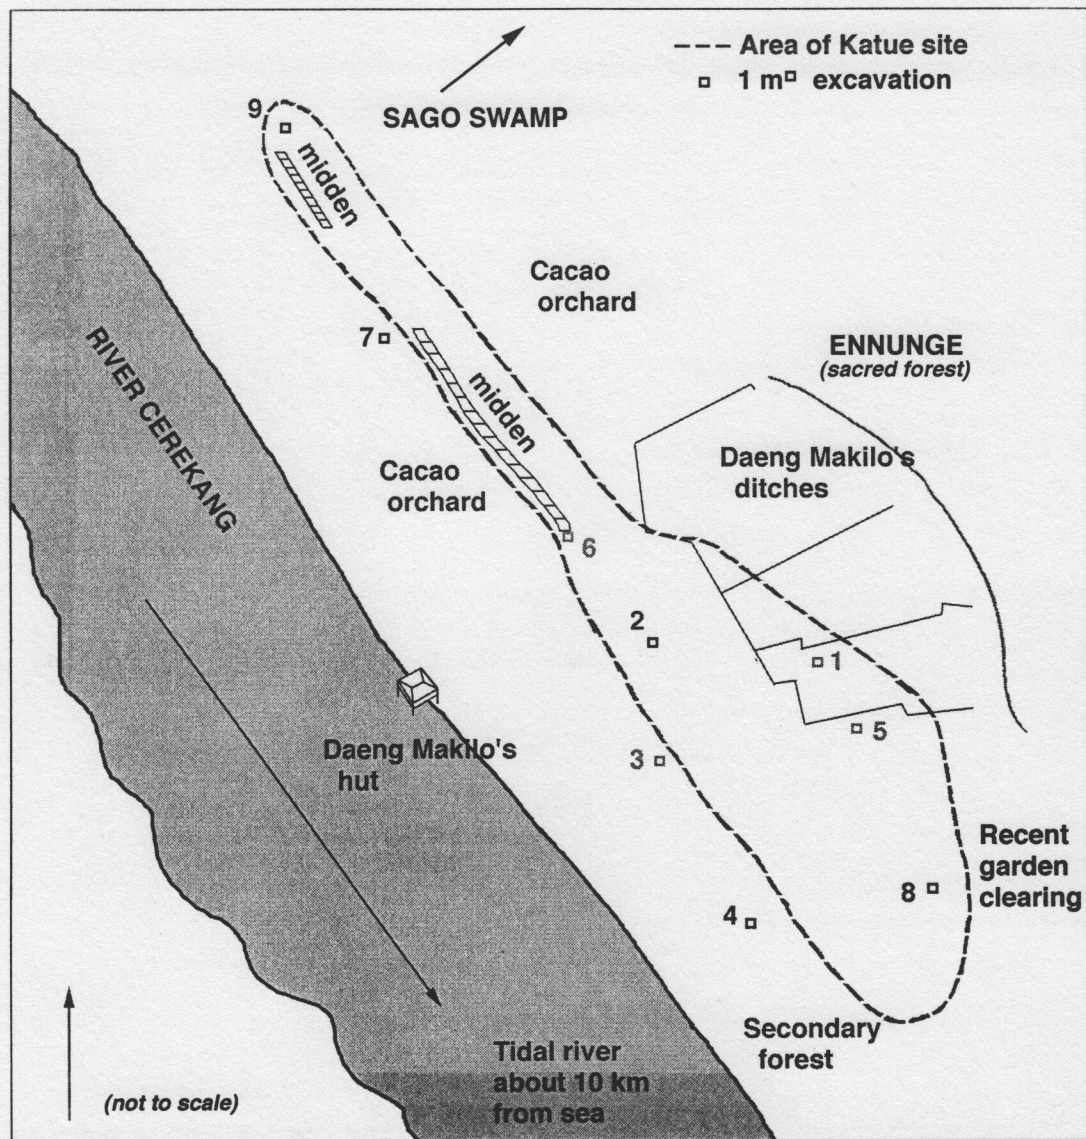 Area of Katue site
1 m□ excavation
SAGO SWAMP
9
midden
Cacao
orchard
7
ENNUNGE
(sacred forest)
RIVER CEREKANG
midden
Daeng Makilo's
ditches
Cacao
orchard
6
2
1
5
3
Daeng Makilo's
hut
Recent
garden
clearing
8
4
Secondary
forest
Tidal river
about 10 km
from sea
(not to scale)